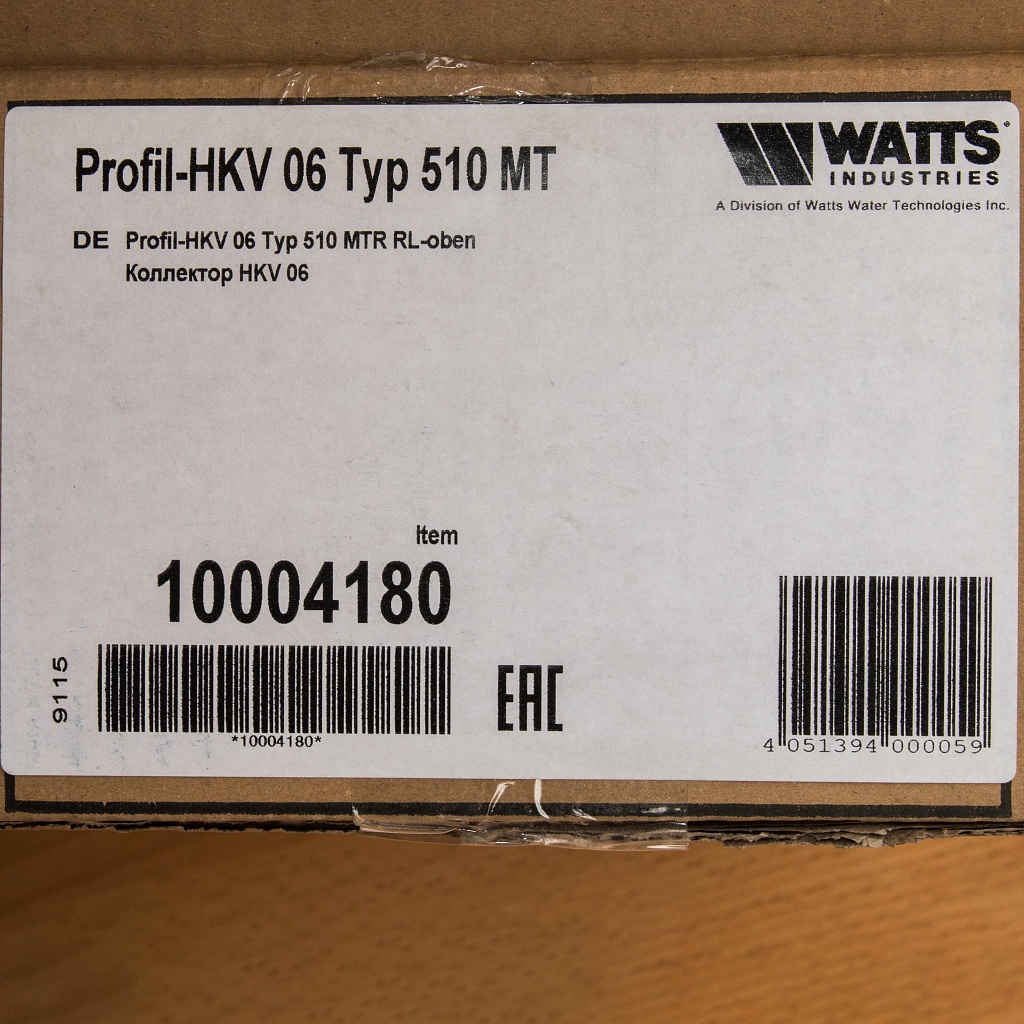 Profil-HKV 06 Typ 510 MT
WATTS
INDUSTRIES
A Division of Watts Water Technologies Inc.
DE Profil-HKV 06 Typ 510 MTR RL-oben
Коллектор HKV 06
Item
10004180
9115
*10004180*
EAC
4 051394 000059